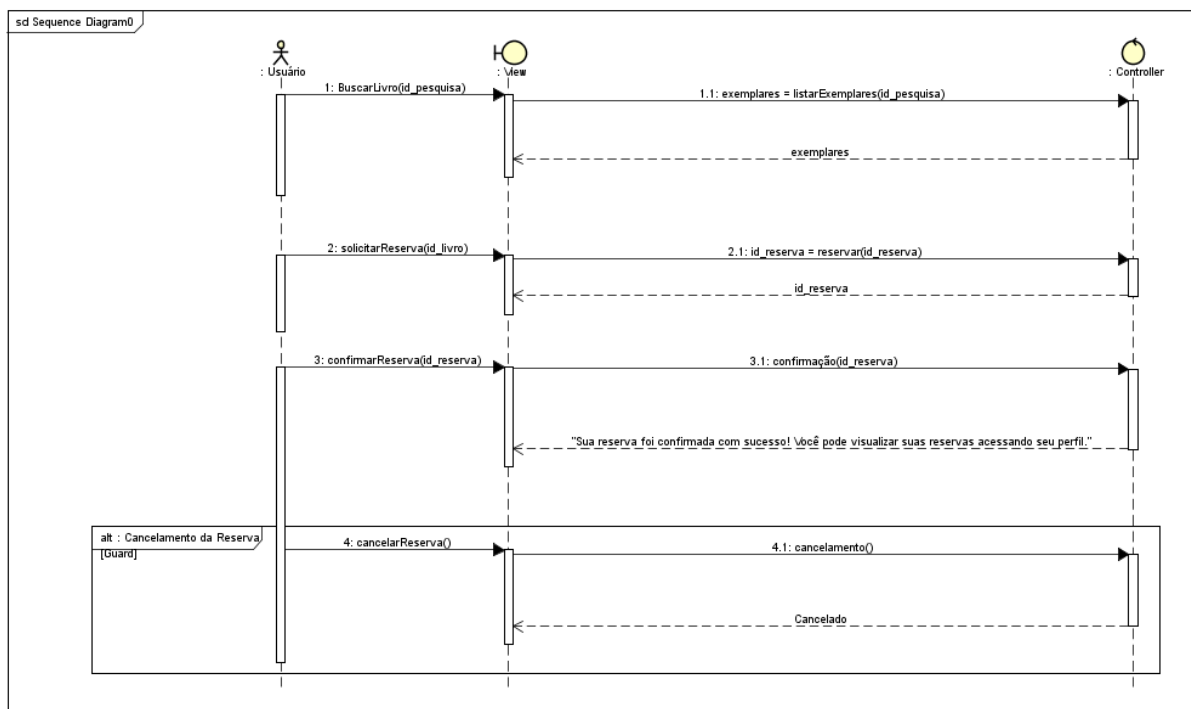 sd Sequence Diagram0
: Usuário
: View
: Controller
1: BuscarLivro(id_pesquisa)
1.1: exemplares = listarExemplares(id_pesquisa)
exemplares
2: solicitarReserva(id_livro)
2.1: id_reserva = reservar(id_reserva)
id_reserva
3: confirmarReserva(id_reserva)
3.1: confirmação(id_reserva)
"Sua reserva foi confirmada com sucesso! Você pode visualizar suas reservas acessando seu perfil."
alt : Cancelamento da Reserva
[Guard]
4: cancelarReserva()
4.1: cancelamento()
Cancelado